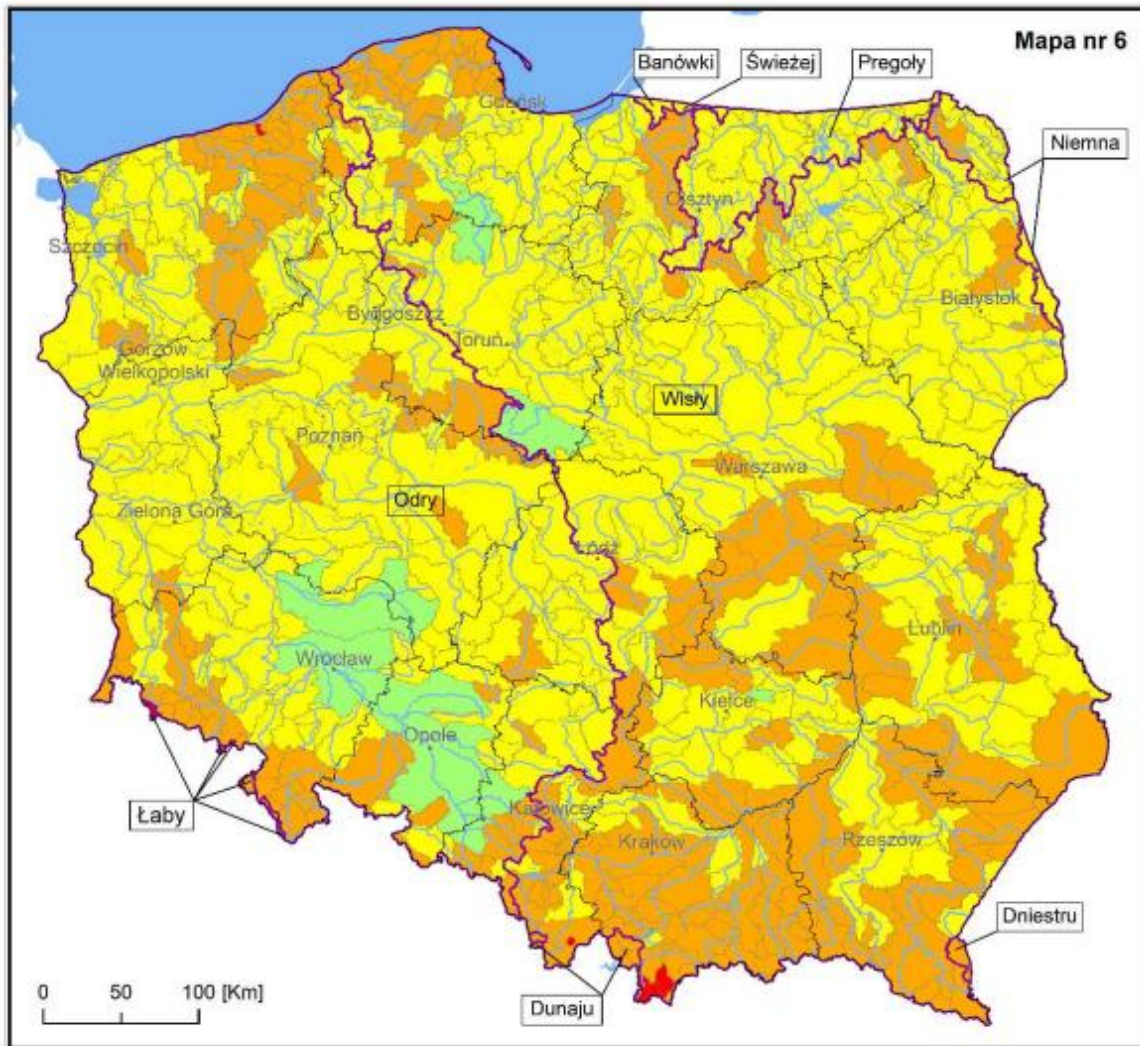 Mapa nr 6
Banówki
Świeżej
Pregoły
Niemna
Gdańsk
Olsztyn
Szczecin
Białystok
Bydgoszcz
Toruń
Gorzów
Wielkopolski
Wisły
Poznań
Warszawa
Zielona Góra
Odry
Łódź
Lublin
Wrocław
Kielce
Opole
Łaby
Katowice
Kraków
Rzeszów
Dniestru
0 50 100 [Km]
Dunaju